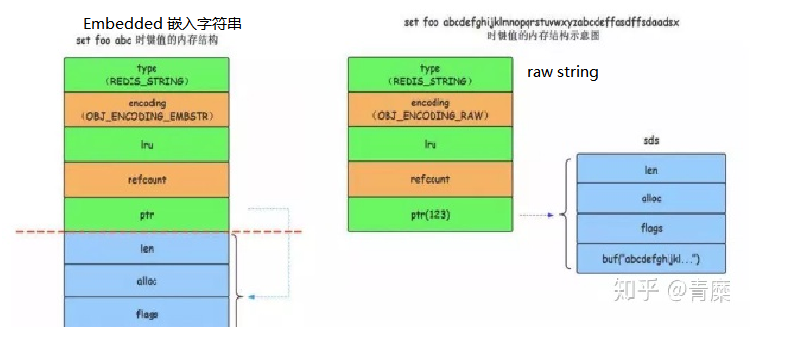 Embedded 嵌入字符串
set foo abc 时键值的内存结构
type
(REDIS_STRING)
encoding
(OBJ_ENCODING_EMBSTR)
lru
refcount
ptr
len
alloc
flags
set foo abcdefghijklmnopqrstuvwxyzabcdeffasdffsdaadsx
时键值的内存结构示意图
type
(REDIS_STRING)
encoding
(OBJ_ENCODING_RAW)
lru
refcount
ptr(123)
raw string
sds
len
alloc
flags
buf("abcdefghijkl...")
知乎 @青糜